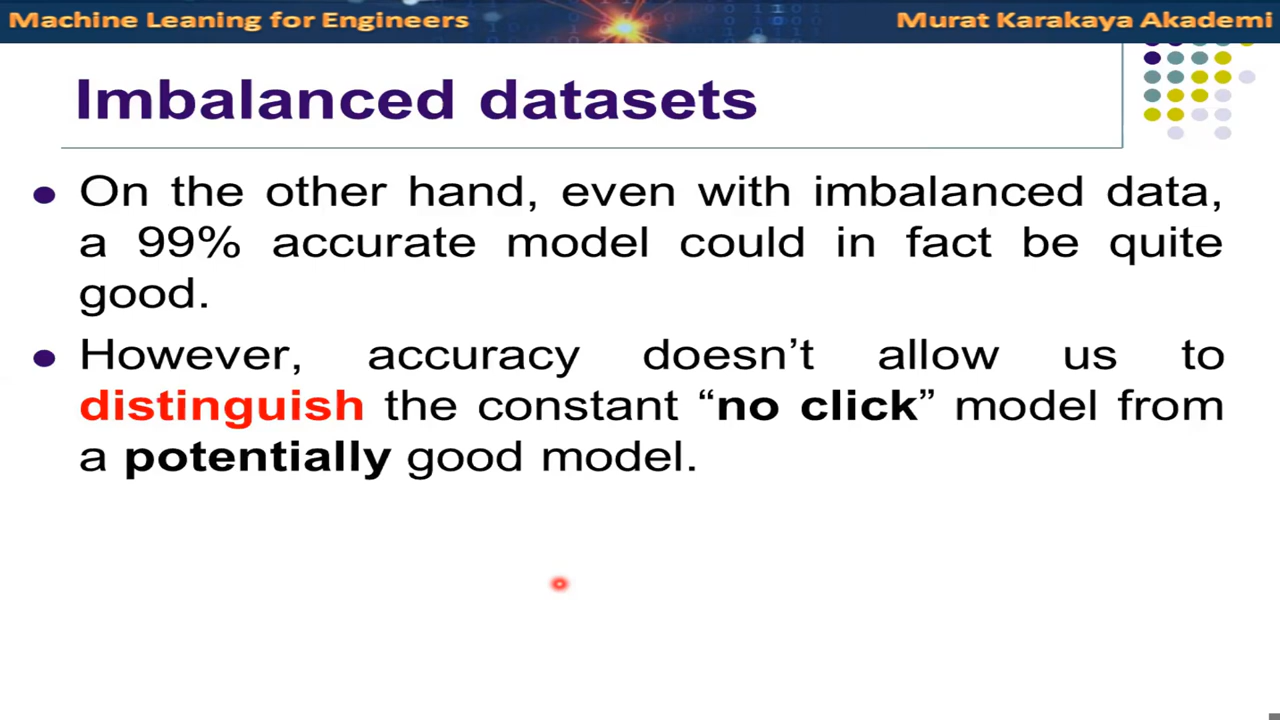 Machine Leaning for Engineers
Murat Karakaya Akademi
Imbalanced datasets
On the other hand, even with imbalanced data,
a 99% accurate model could in fact be quite
good.
However, accuracy doesn’t allow us to
distinguish the constant “no click” model from
a potentially good model.